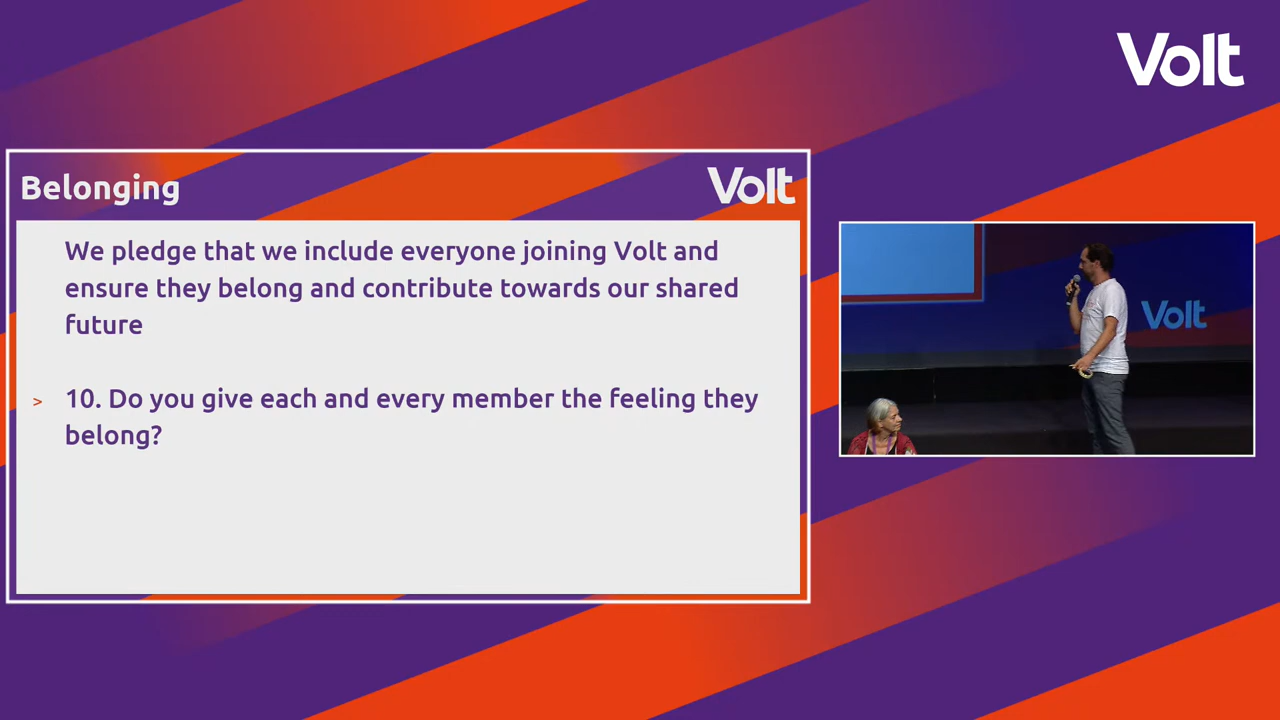 Volt
Belonging
Volt
We pledge that we include everyone joining Volt and
ensure they belong and contribute towards our shared
future
> 10. Do you give each and every member the feeling they
belong?
Volt